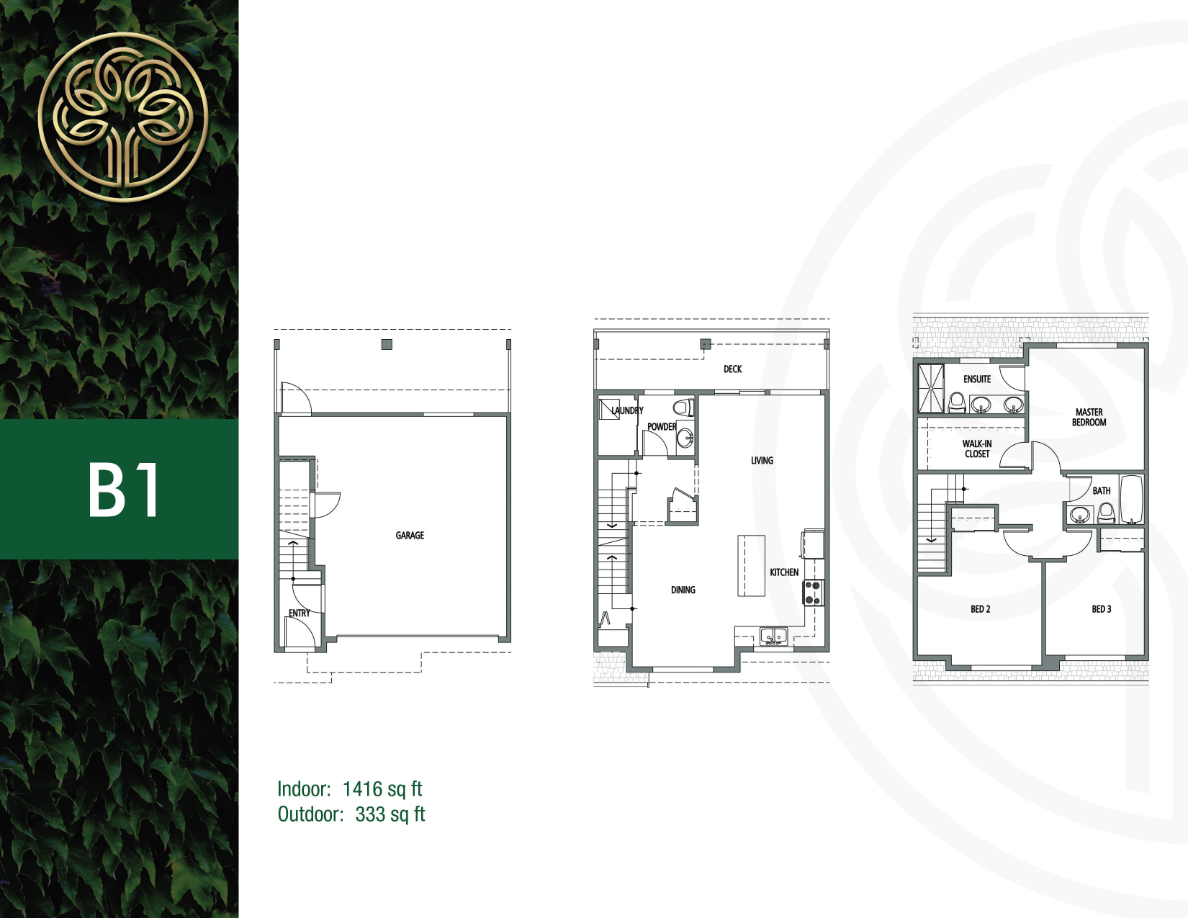 B1
GARAGE
ENTRY
DECK
LAUNDRY
POWDER
LIVING
KITCHEN
DINING
ENSUITE
MASTER
BEDROOM
WALK-IN
CLOSET
BATH
BED 2
BED 3
Indoor: 1416 sq ft
Outdoor: 333 sq ft